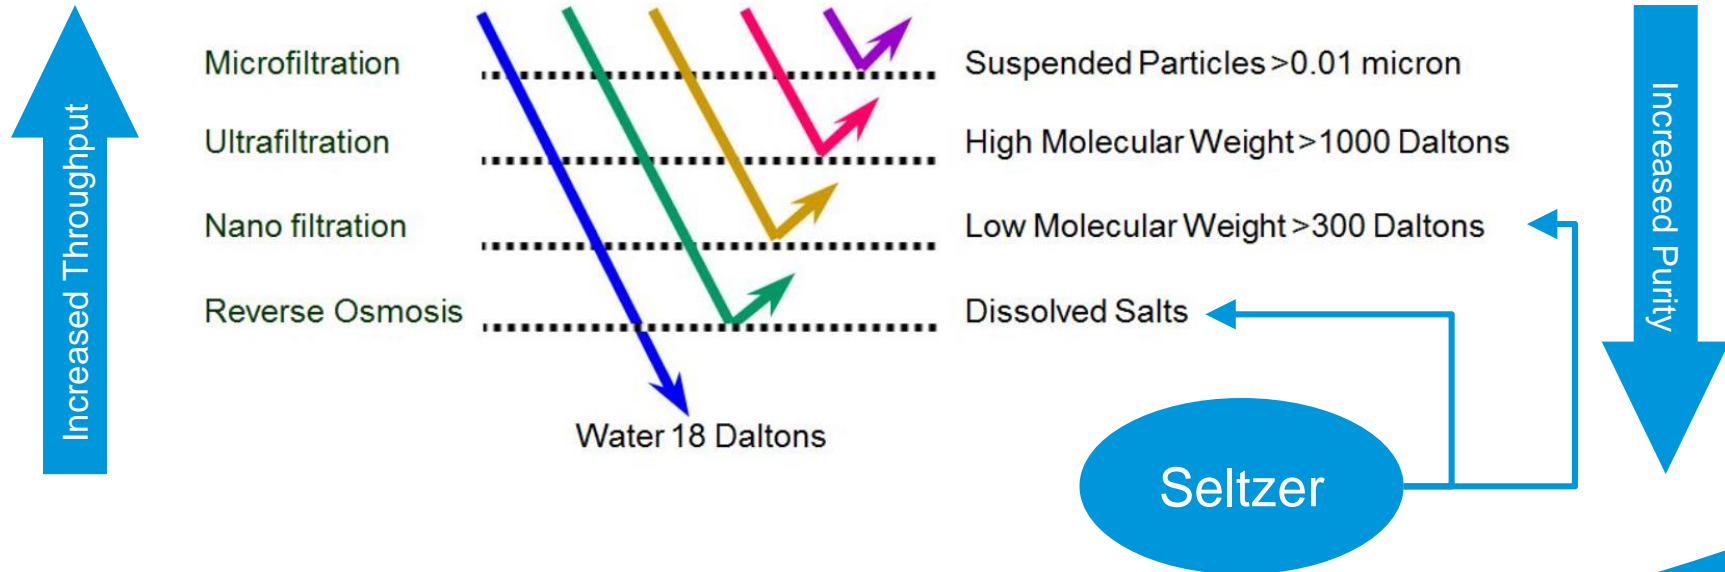 Increased Throughput
Microfiltration
Suspended Particles >0.01 micron
Ultrafiltration
High Molecular Weight >1000 Daltons
Nano filtration
Low Molecular Weight >300 Daltons
Reverse Osmosis
Dissolved Salts
Water 18 Daltons
Seltzer
Increased Purity